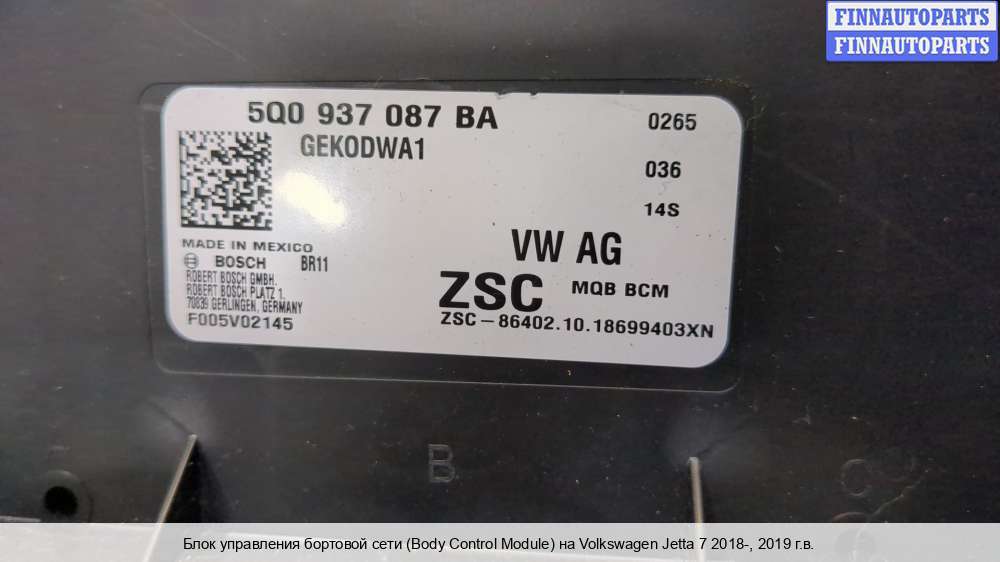 FINNAUTOPARTS
FINNAUTOPARTS
5Q0 937 087 BA
0265
GEKODWA1
036
14S
MADE IN MEXICO
BOSCH BR11
ROBERT BOSCH GMBH.
ROBERT BOSCH PLATZ 1.
70839 GERLINGEN, GERMANY
F005V02145
VW AG
ZSC MQB BCM
ZSC-86402.10.18699403XN
B
C
Блок управления бортовой сети (Body Control Module) на Volkswagen Jetta 7 2018-, 2019 г.в.